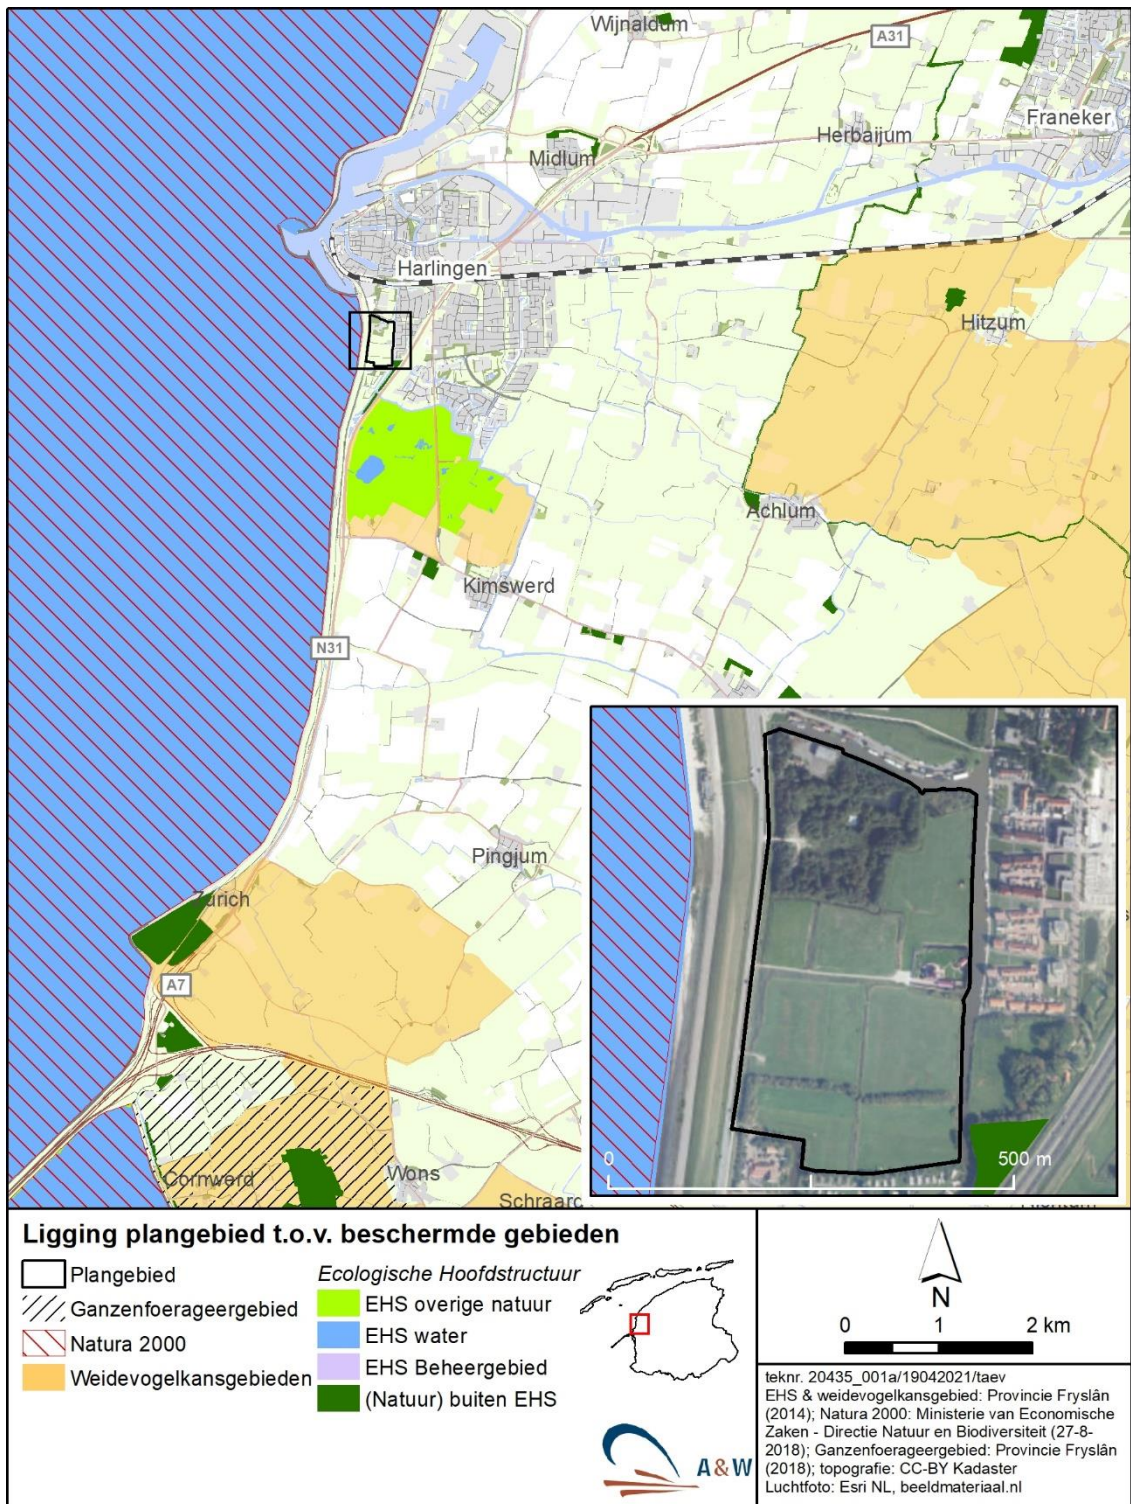 Wijnaldum
A31
Franeker
Herbaijum
Midlum
Harlingen
Hitzum
Achlum
Kimswerd
N31
Pingjum
Zurich
A7
Cornwerd
Wons
Schraard
0
500 m
Ligging plangebied t.o.v. beschermde gebieden
Plangebied
Ganzenfoerageergebied
Natura 2000
Weidevogelkansgebieden
Ecologische Hoofdstructuur
EHS overige natuur
EHS water
EHS Beheergebied
(Natuur) buiten EHS
A&W
N
0 1 2 km
teknr. 20435_001a/19042021/taev
EHS & weidevogelkansgebied: Provincie Fryslân
(2014); Natura 2000: Ministerie van Economische
Zaken - Directie Natuur en Biodiversiteit (27-8-
2018); Ganzenfoerageergebied: Provincie Fryslân
(2018); topografie: CC-BY Kadaster
Luchtfoto: Esri NL, beeldmateriaal.nl